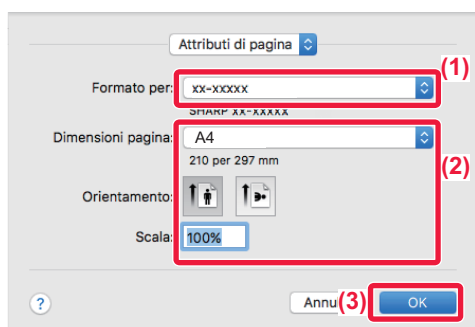 Attributi di pagina
(1)
Formato per: xx-xxxxx
SHARP xx-xxxxx
Dimensioni pagina: A4
210 per 297 mm
(2)
Orientamento:
Scala: 100%
? Annu (3) OK